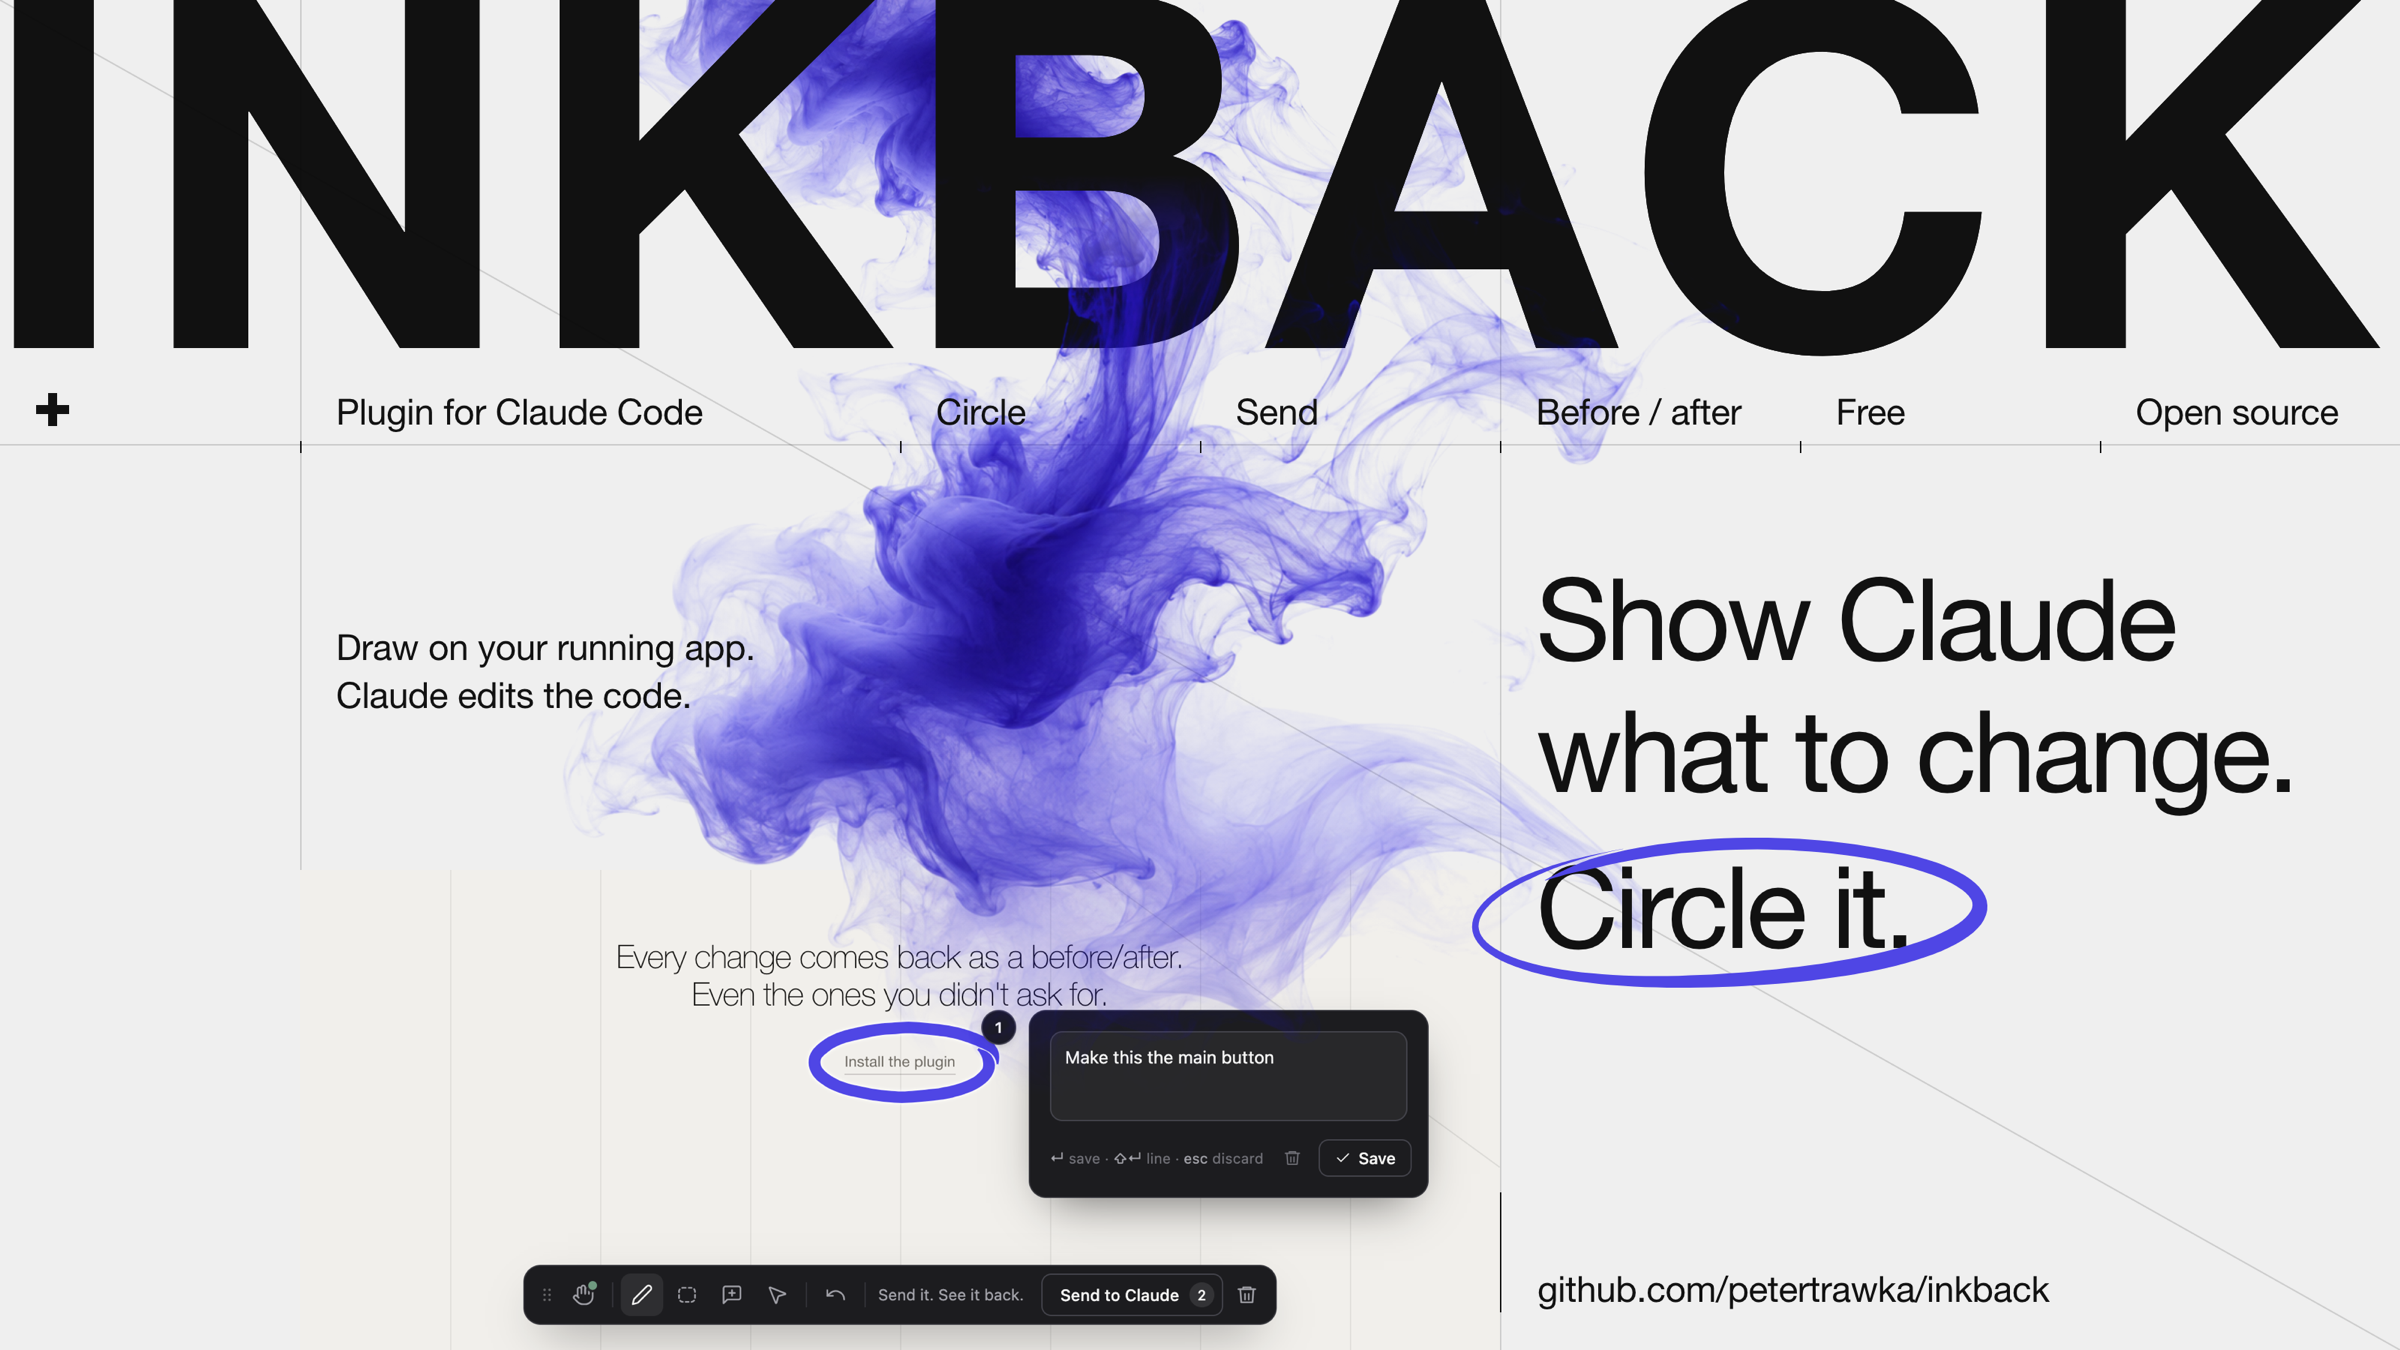 INKBACK
Plugin for Claude Code
Circle
Send
Before / after
Free
Open source
Draw on your running app.
Claude edits the code.
Show Claude
what to change.
Circle it.
Every change comes back as a before/after.
Even the ones you didn't ask for.
1
Install the plugin
Make this the main button
↵ save · ⇧↵ line · esc discard
Save
Send it. See it back.
Send to Claude 2
github.com/petertrawka/inkback